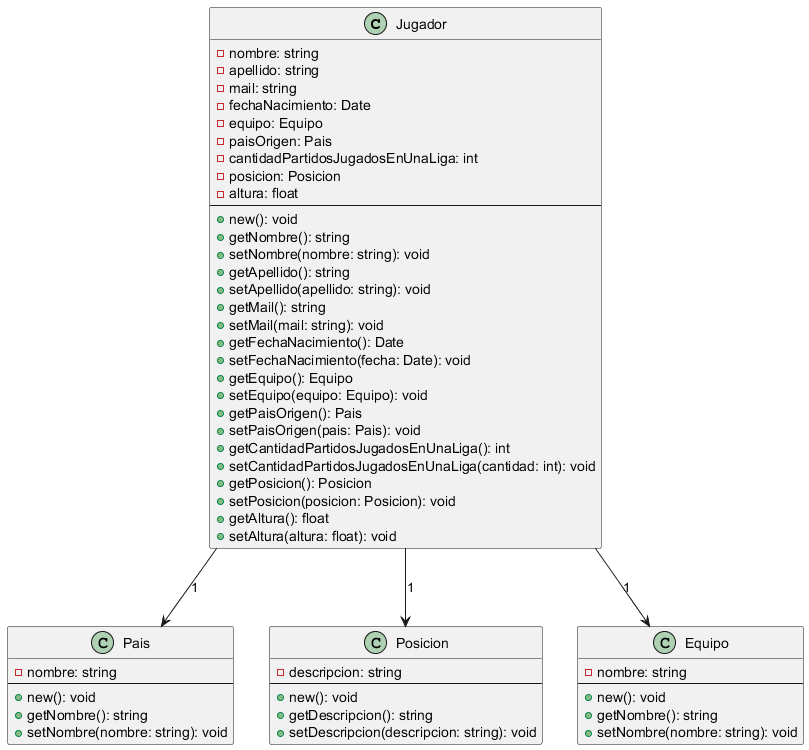 C Jugador
nombre: string
apellido: string
mail: string
fechaNacimiento: Date
equipo: Equipo
paisOrigen: Pais
cantidadPartidosJugadosEnUnaLiga: int
posicion: Posicion
altura: float
new(): void
getNombre(): string
setNombre(nombre: string): void
getApellido(): string
setApellido(apellido: string): void
getMail(): string
setMail(mail: string): void
getFechaNacimiento(): Date
setFechaNacimiento(fecha: Date): void
getEquipo(): Equipo
setEquipo(equipo: Equipo): void
getPaisOrigen(): Pais
setPaisOrigen(pais: Pais): void
getCantidadPartidosJugadosEnUnaLiga(): int
setCantidadPartidosJugadosEnUnaLiga(cantidad: int): void
getPosicion(): Posicion
setPosicion(posicion: Posicion): void
getAltura(): float
setAltura(altura: float): void
1
1
1
C Pais
nombre: string
new(): void
getNombre(): string
setNombre(nombre: string): void
C Posicion
descripcion: string
new(): void
getDescripcion(): string
setDescripcion(descripcion: string): void
C Equipo
nombre: string
new(): void
getNombre(): string
setNombre(nombre: string): void